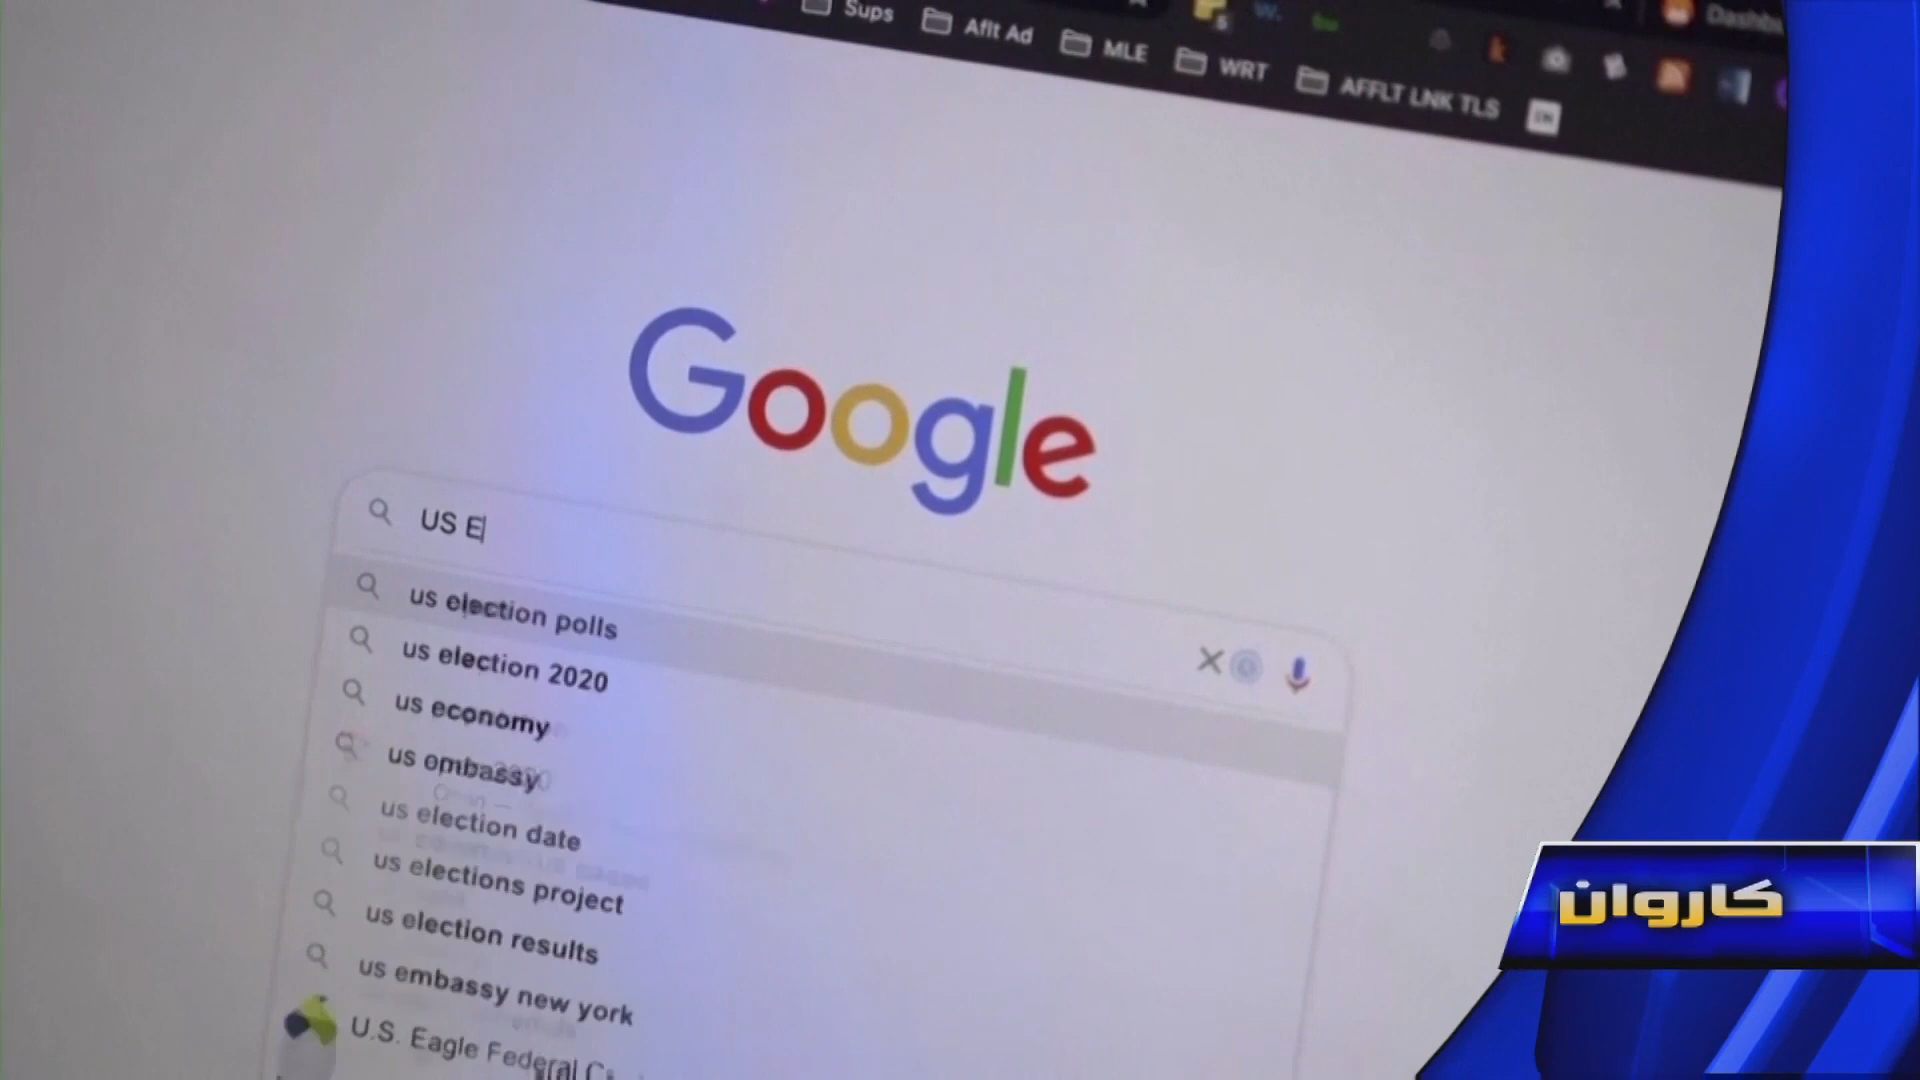 Sups
Aflt Ad
MLE
WRT
AFFLT LNK TLS
Google
US E
us election polls
us election 2020
us economy
us embassy
us election date
us elections project
us election results
us embassy new york
U.S. Eagle Federal
کاروان